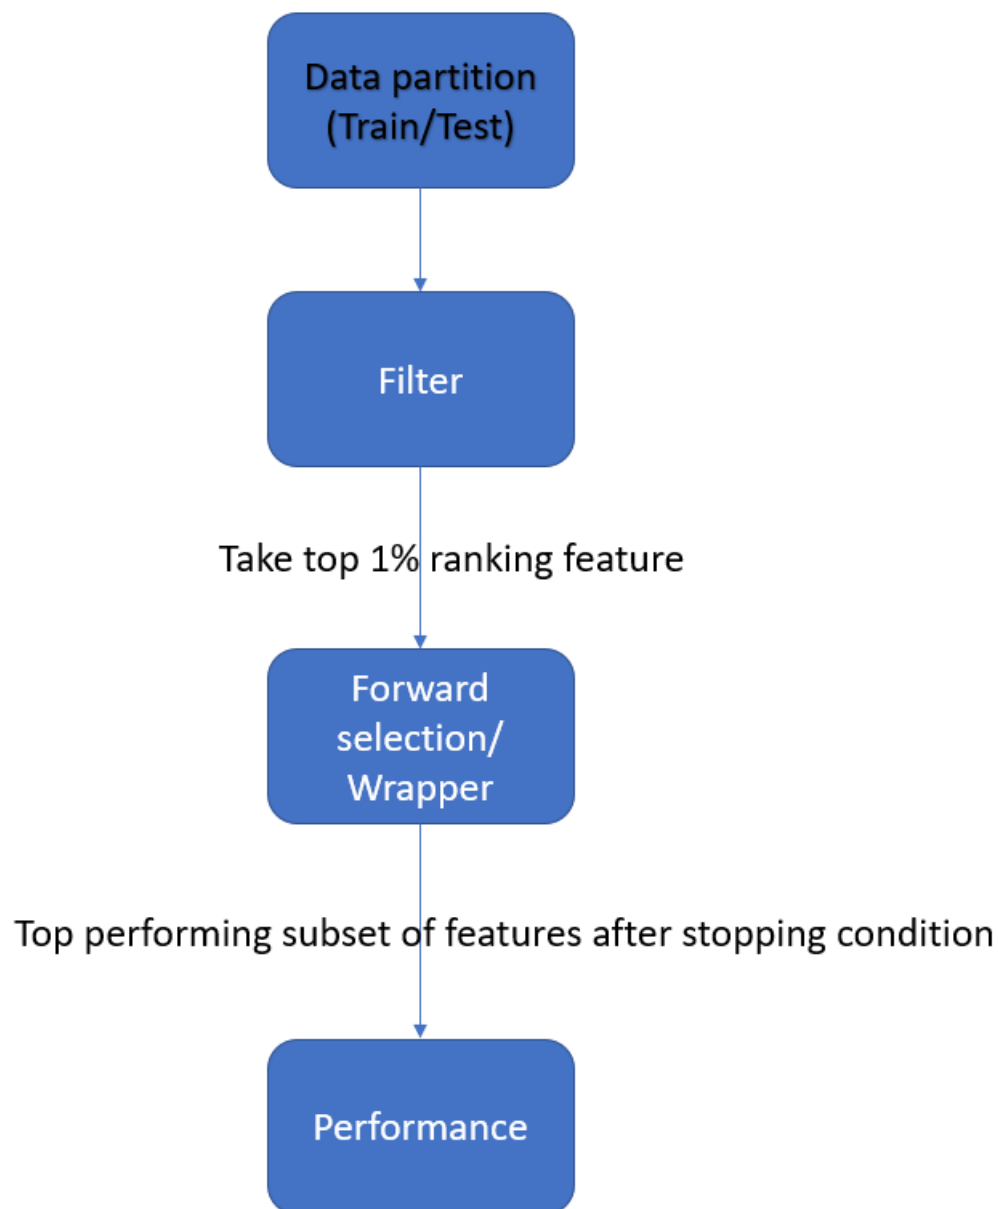 Data partition
(Train/Test)
Filter
Take top 1% ranking feature
Forward
selection/
Wrapper
Top performing subset of features after stopping condition
Performance